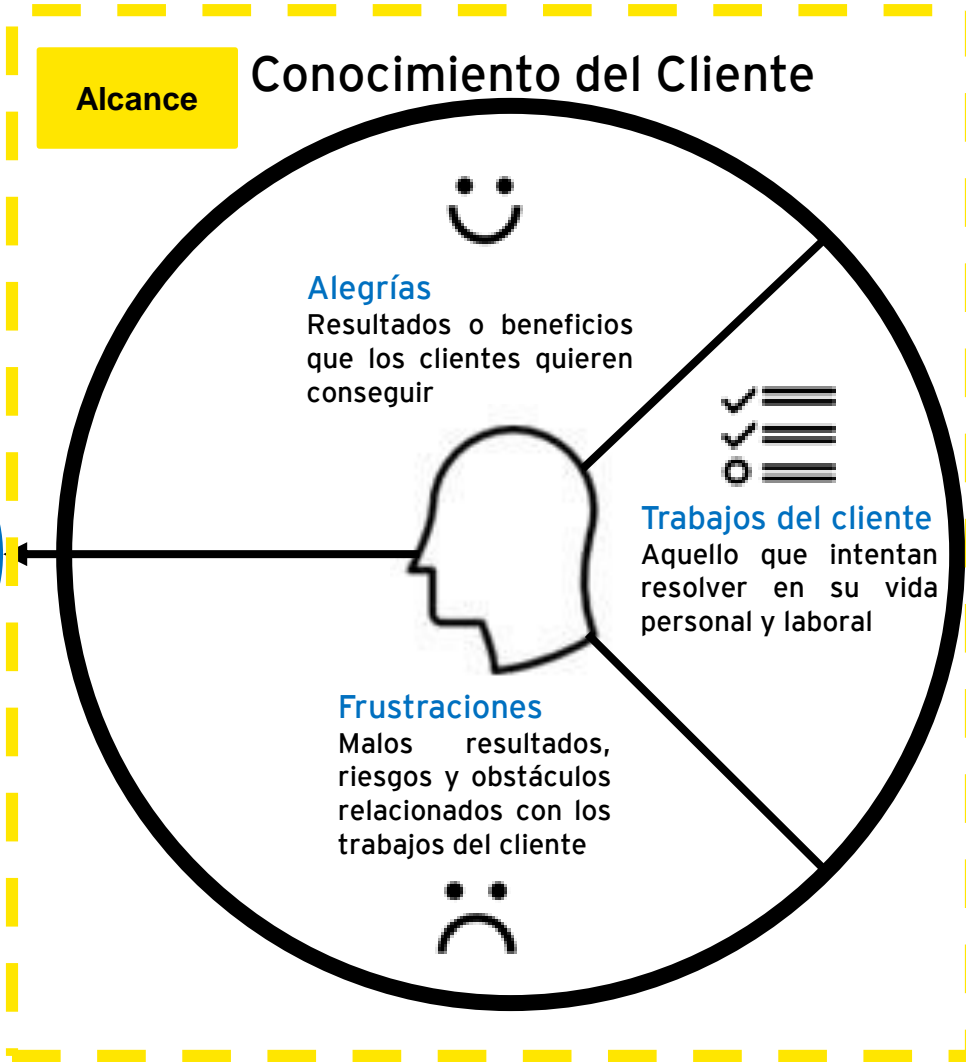 Alcance
Conocimiento del Cliente
Alegrías
Resultados o beneficios
que los clientes quieren
conseguir
Trabajos del cliente
Aquello que intentan
resolver en su vida
personal y laboral
Frustraciones
Malos resultados,
riesgos y obstáculos
relacionados con los
trabajos del cliente